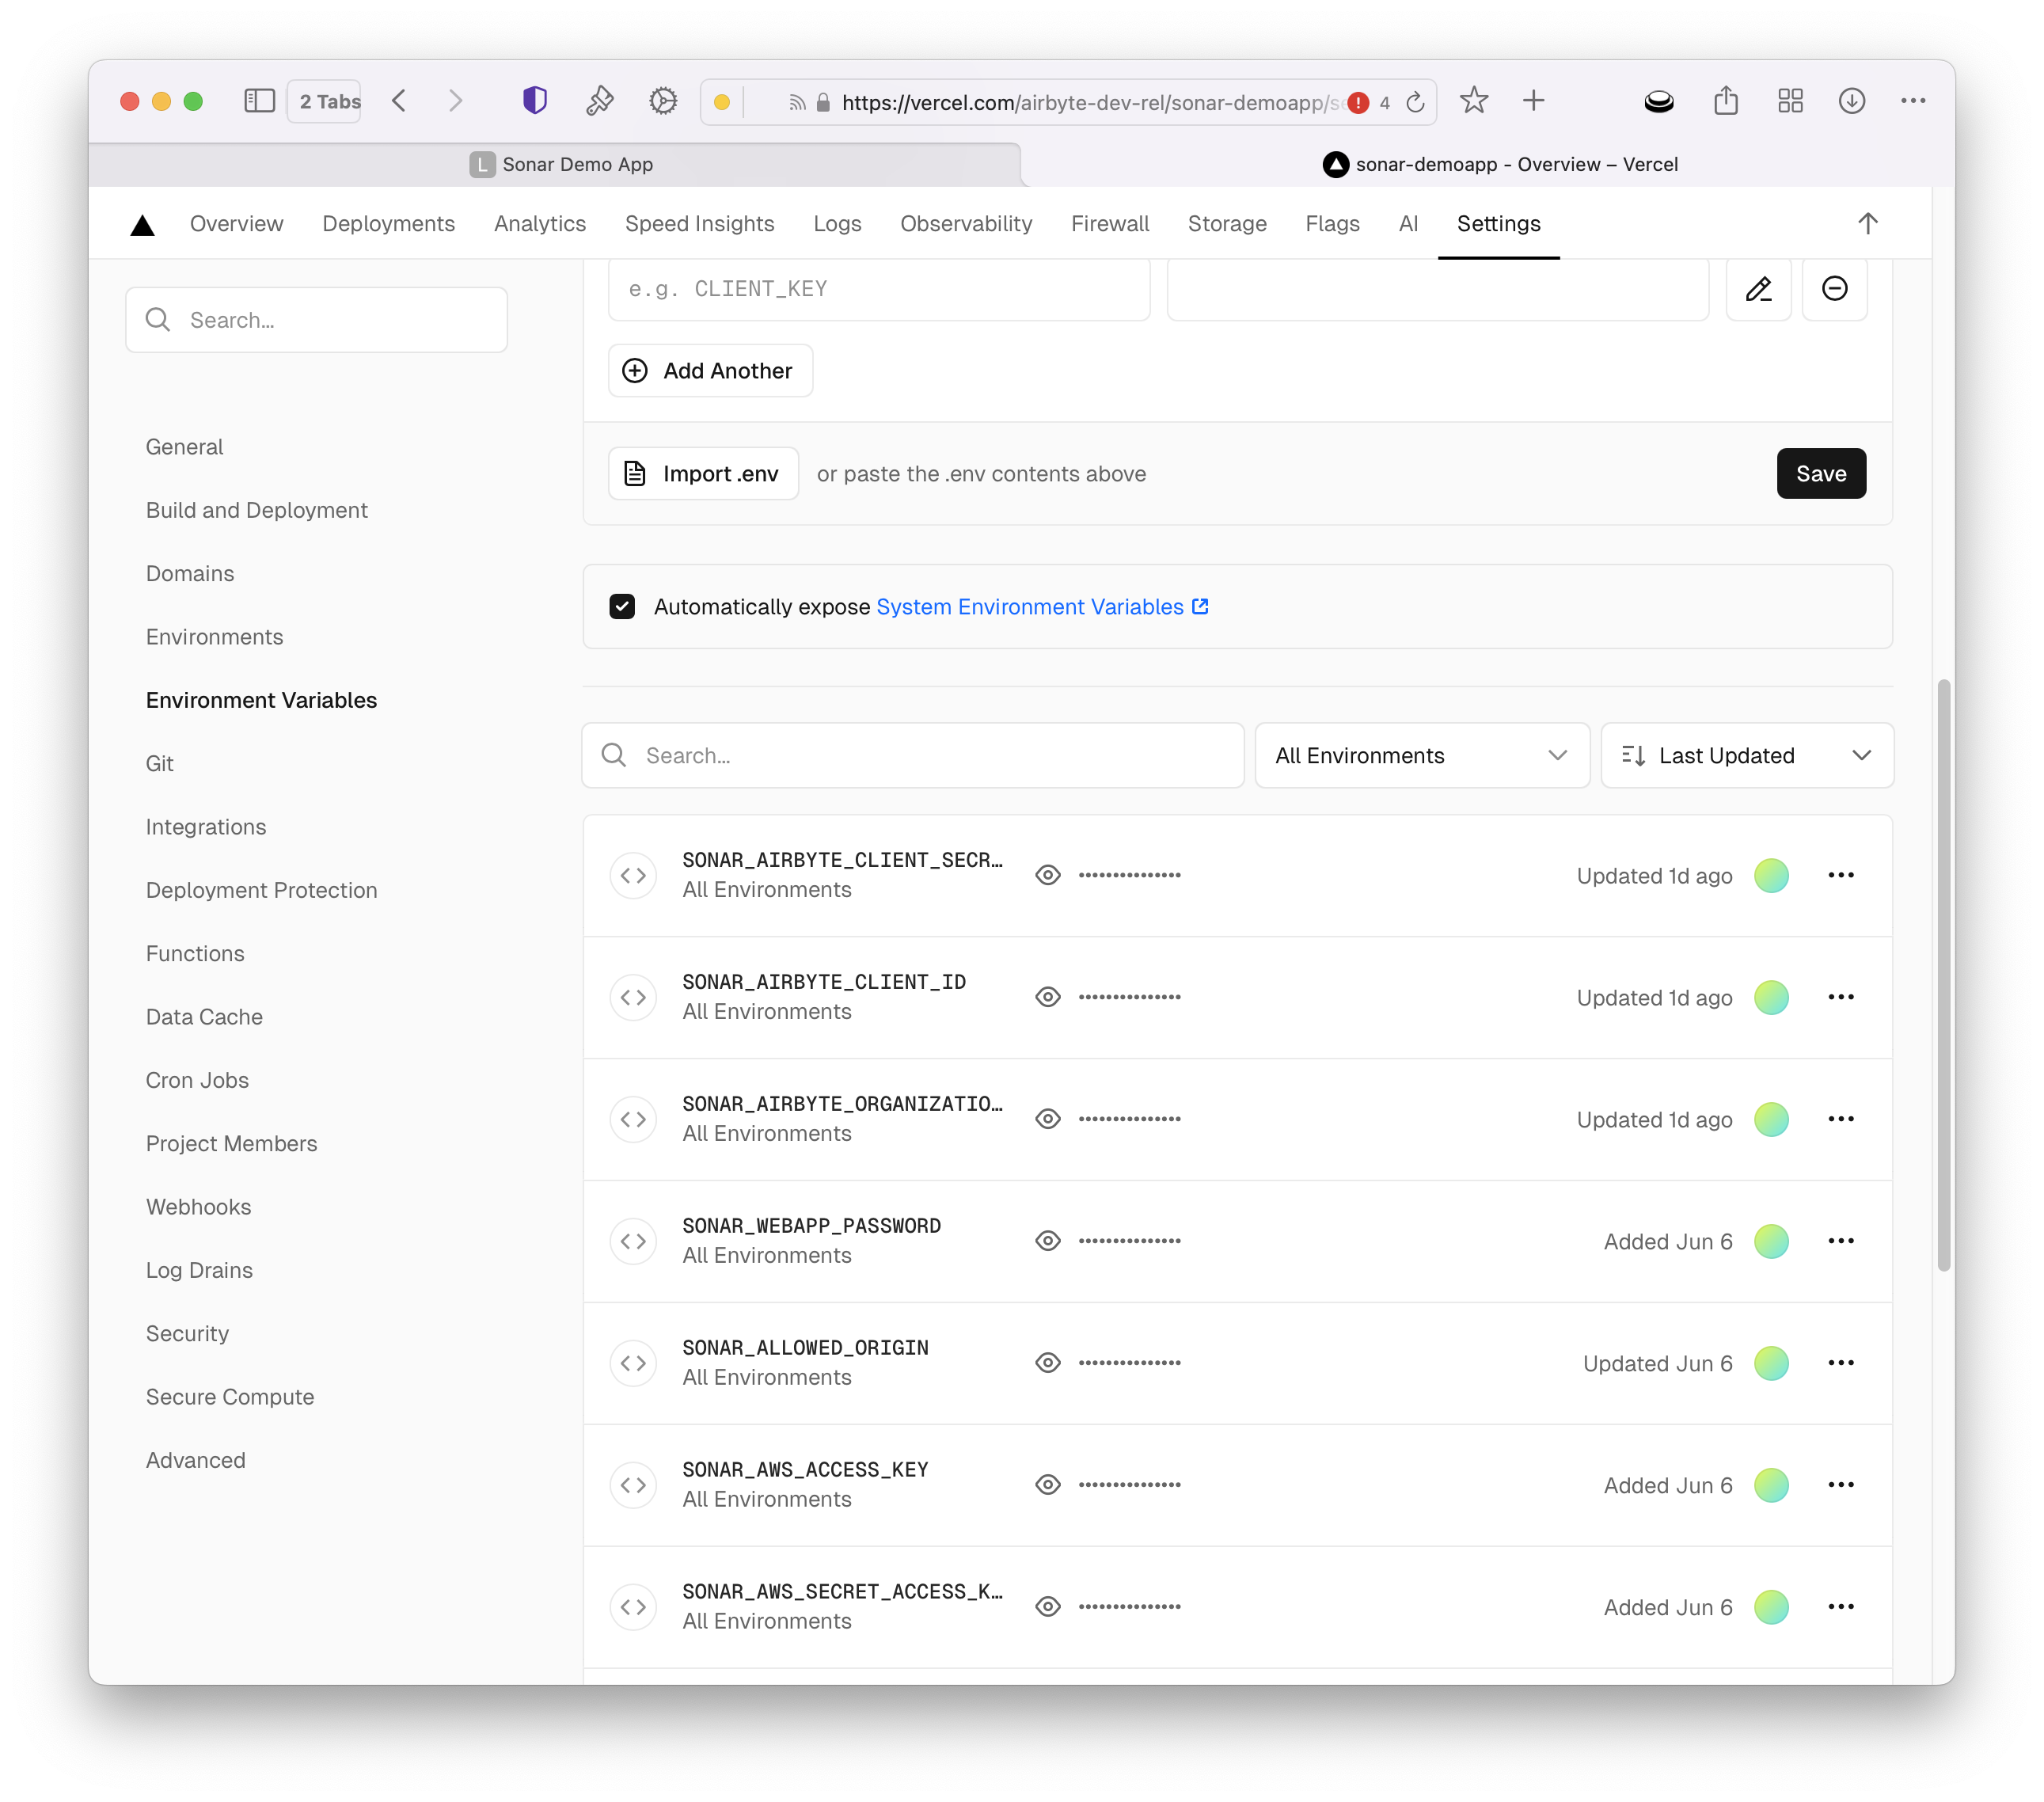 2 Tabs
https://vercel.com/airbyte-dev-rel/sonar-demoapp/s
4
L Sonar Demo App
sonar-demoapp - Overview – Vercel
Overview
Deployments
Analytics
Speed Insights
Logs
Observability
Firewall
Storage
Flags
AI
Settings
Search...
General
Build and Deployment
Domains
Environments
Environment Variables
Git
Integrations
Deployment Protection
Functions
Data Cache
Cron Jobs
Project Members
Webhooks
Log Drains
Security
Secure Compute
Advanced
e.g. CLIENT_KEY
Add Another
Import .env
or paste the .env contents above
Save
Automatically expose System Environment Variables
Search...
All Environments
Last Updated
SONAR_AIRBYTE_CLIENT_SECR…
All Environments
•••••••••••••••
Updated 1d ago
SONAR_AIRBYTE_CLIENT_ID
All Environments
•••••••••••••••
Updated 1d ago
SONAR_AIRBYTE_ORGANIZATIO…
All Environments
•••••••••••••••
Updated 1d ago
SONAR_WEBAPP_PASSWORD
All Environments
•••••••••••••••
Added Jun 6
SONAR_ALLOWED_ORIGIN
All Environments
•••••••••••••••
Updated Jun 6
SONAR_AWS_ACCESS_KEY
All Environments
•••••••••••••••
Added Jun 6
SONAR_AWS_SECRET_ACCESS_K…
All Environments
•••••••••••••••
Added Jun 6